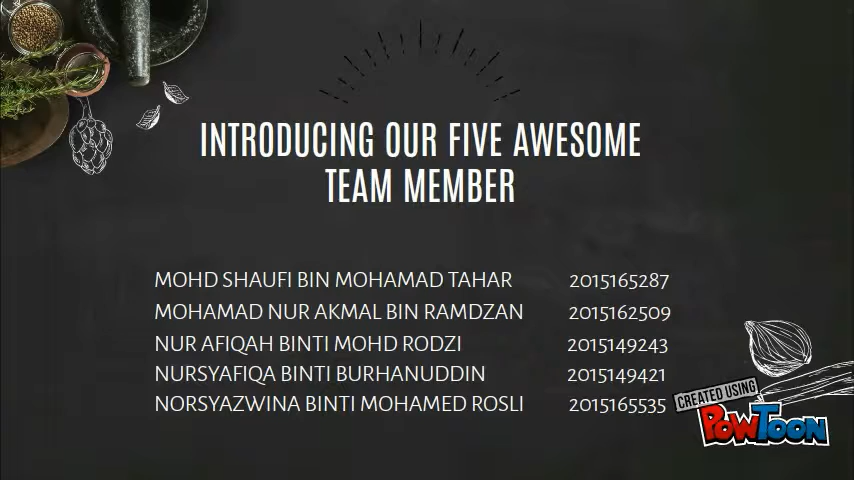 INTRODUCING OUR FIVE AWESOME
TEAM MEMBER
MOHD SHAUFI BIN MOHAMAD TAHAR 2015165287
MOHAMAD NUR AKMAL BIN RAMDZAN 2015162509
NUR AFIQAH BINTI MOHD RODZI 2015149243
NURSYAFIQA BINTI BURHANUDDIN 2015149421
NORSYAZWINA BINTI MOHAMED ROSLI 2015165535
CREATED USING
POWTOON